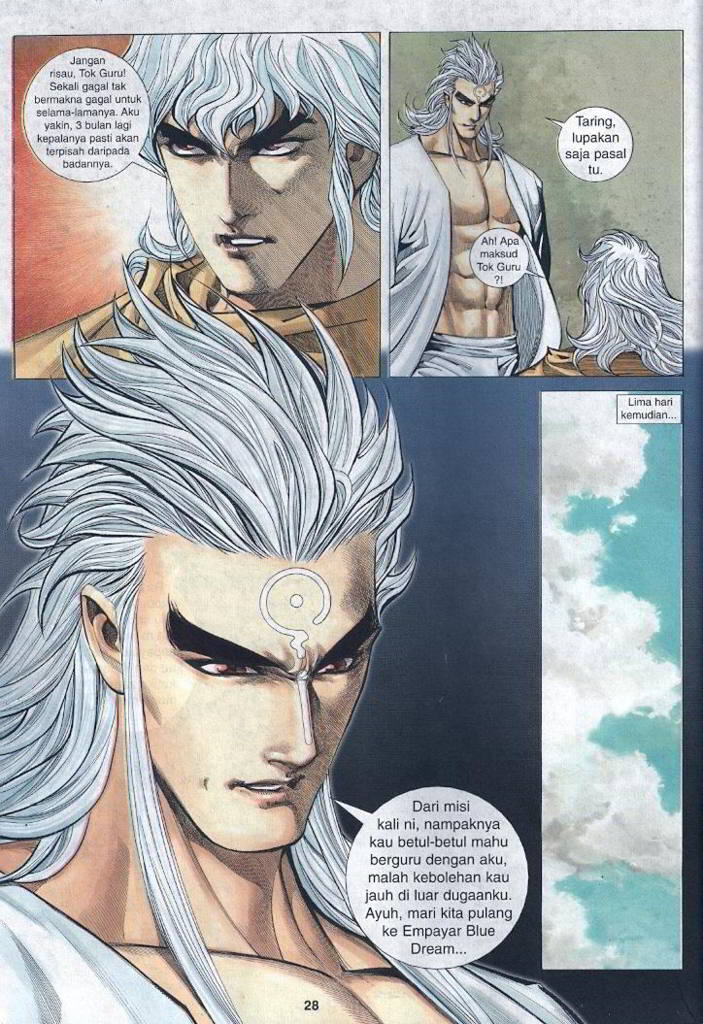 Jangan
risau, Tok Guru!
Sekali gagal tak
bermakna gagal untuk
selama-lamanya. Aku
yakin, 3 bulan lagi
kepalanya pasti akan
terpisah daripada
badannya.
Taring,
lupakan
saja pasal
tu.
Ah! Apa
maksud
Tok Guru
?!
Lima hari
kemudian...
Dari misi
kali ni, nampaknya
kau betul-betul mahu
berguru dengan aku,
malah kebolehan kau
jauh di luar dugaanku.
Ayuh, mari kita pulang
ke Empayar Blue
Dream...
28